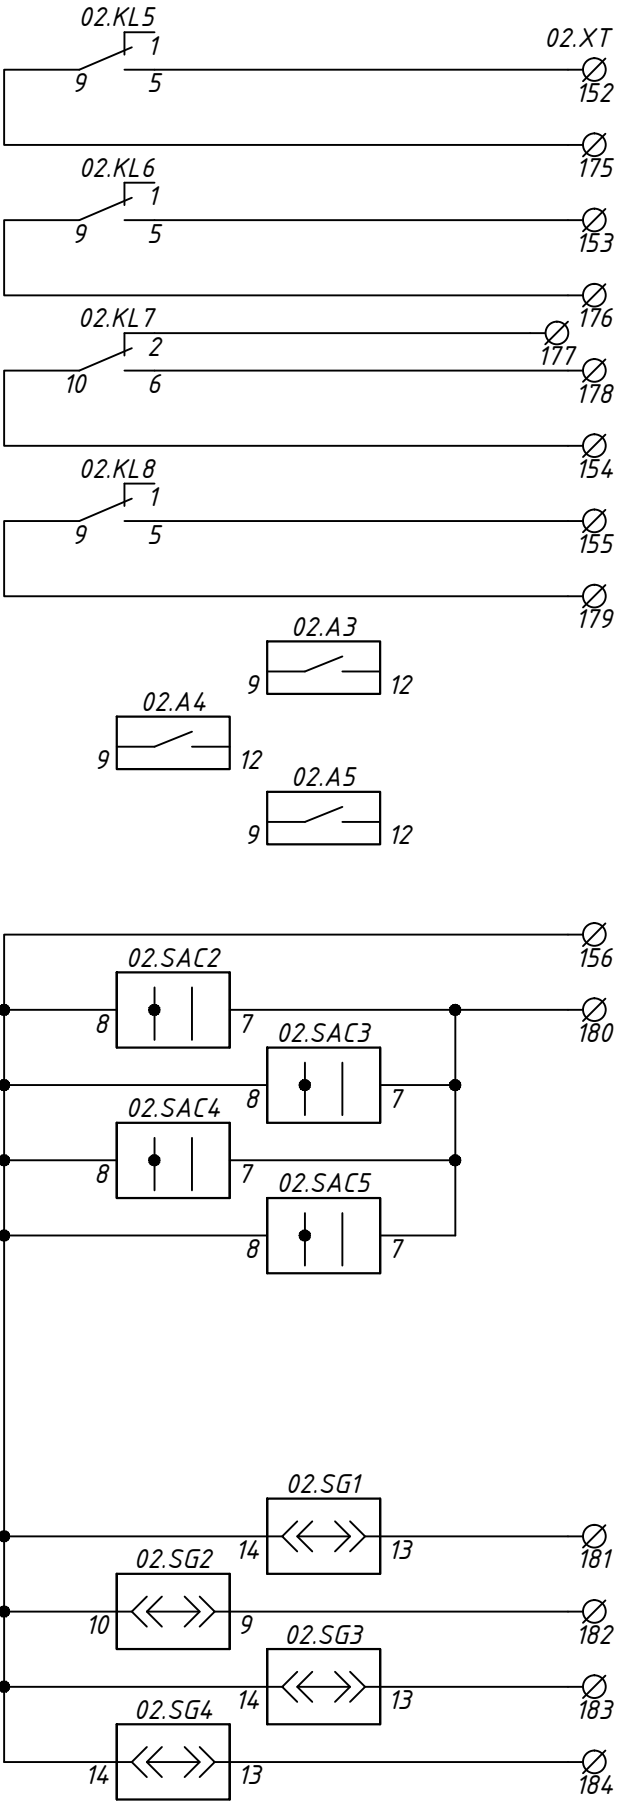 02.KL5
02.XT
1
9 5
152
175
02.KL6
1
9 5
153
176
02.KL7
2
177
10 6
178
154
02.KL8
1
9 5
155
179
02.A3
9 12
02.A4
9 12
02.A5
9 12
156
02.SAC2
8 7
180
02.SAC3
8 7
02.SAC4
8 7
02.SAC5
8 7
02.SG1
14 13
181
02.SG2
10 9
182
02.SG3
14 13
183
02.SG4
14 13
184